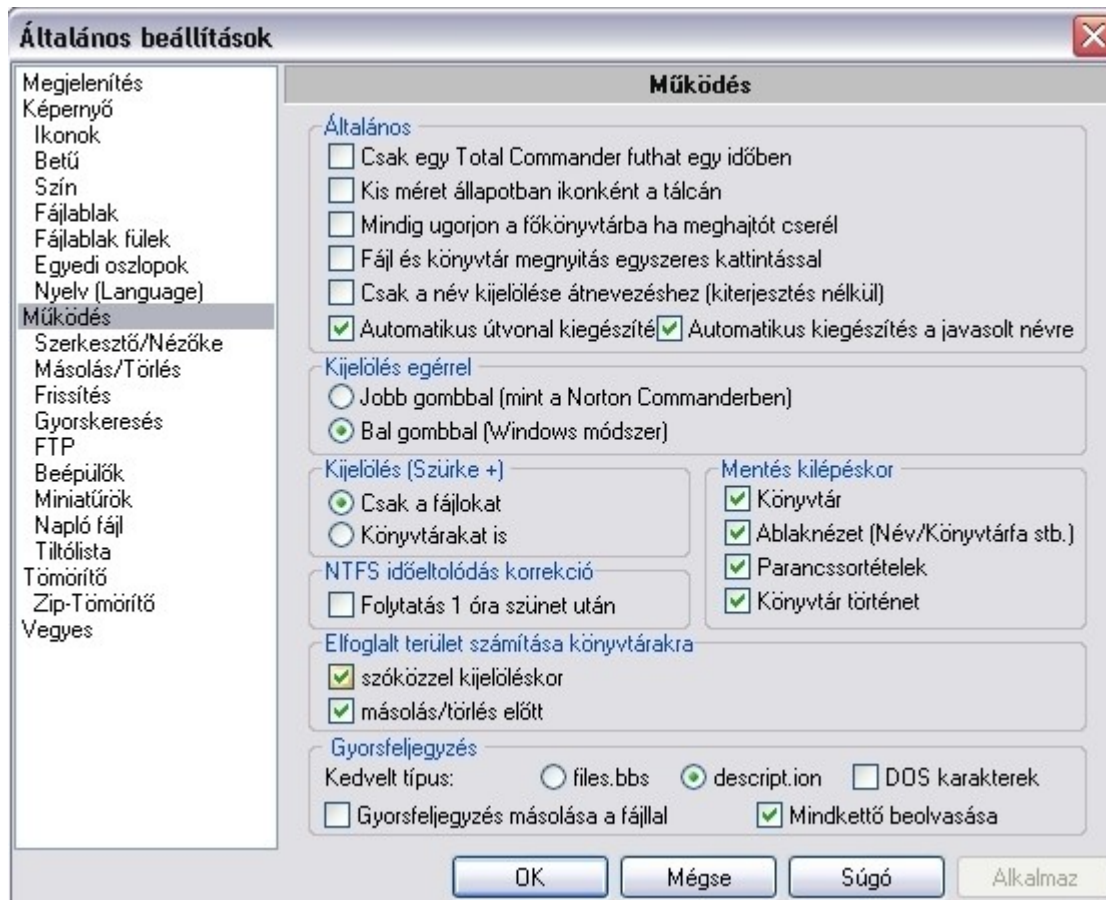 Általános beállítások
Megjelenítés
Képernyő
Ikonok
Betű
Szín
Fájlablak
Fájlablak fülek
Egyedi oszlopok
Nyelv (Language)
Működés
Szerkesztő/Nézőke
Másolás/Törlés
Frissítés
Gyorskeresés
FTP
Beépülők
Miniatűrök
Napló fájl
Tiltólista
Tömörítő
Zip-Tömörítő
Vegyes
Működés
Általános
Csak egy Total Commander futhat egy időben
Kis méret állapotban ikonként a tálcán
Mindig ugorjon a főkönyvtárba ha meghajtót cserél
Fájl és könyvtár megnyitás egyszeres kattintással
Csak a név kijelölése átnevezéshez (kiterjesztés nélkül)
Automatikus útvonal kiegészíté Automatikus kiegészítés a javasolt névre
Kijelölés egérrel
Jobb gombbal (mint a Norton Commanderben)
Bal gombbal (Windows módszer)
Kijelölés (Szürke +)
Csak a fájlokat
Könyvtárakat is
Mentés kilépéskor
Könyvtár
Ablaknézet (Név/Könyvtárfa stb.)
Parancssortételek
Könyvtár történet
NTFS időeltolódás korrekció
Folytatás 1 óra szünet után
Elfoglalt terület számítása könyvtárakra
szóközzel kijelöléskor
másolás/törlés előtt
Gyorsfeljegyzés
Kedvelt típus: files.bbs descript.ion DOS karakterek
Gyorsfeljegyzés másolása a fájllal Mindkettő beolvasása
OK Mégse Súgó Alkalmaz